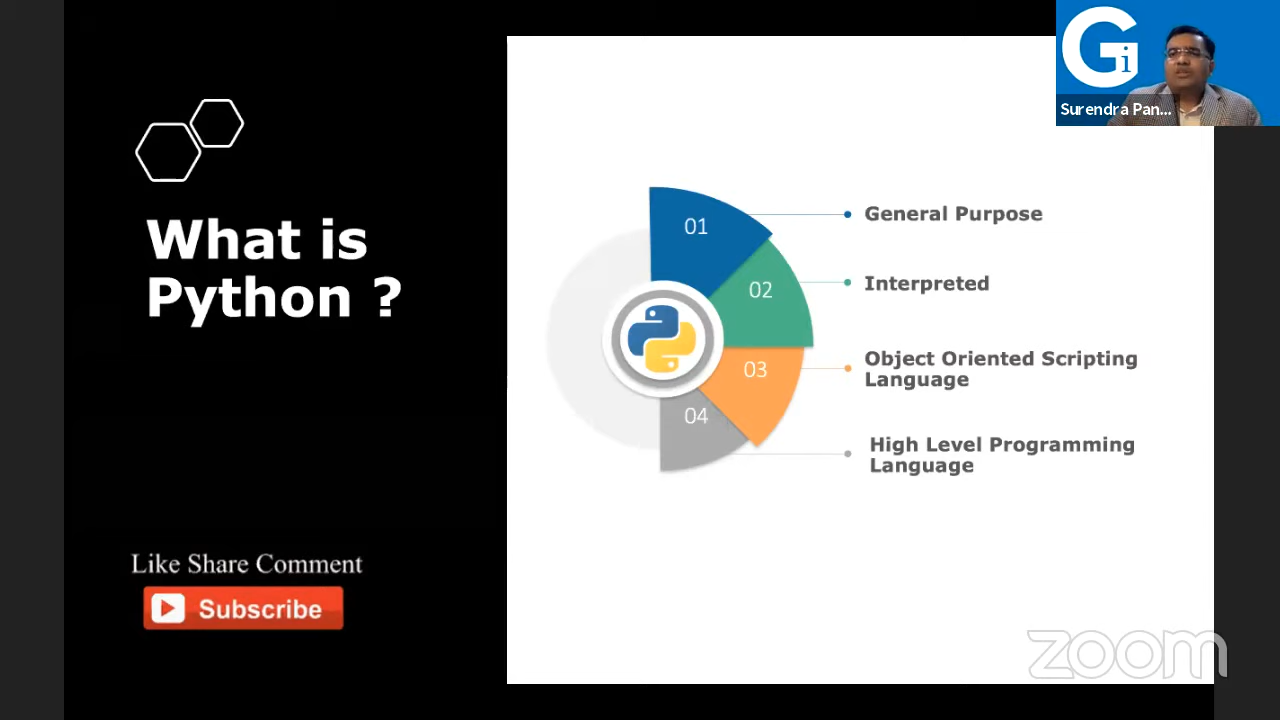 Gi
Surendra Pan...
What is
Python ?
01
General Purpose
02
Interpreted
03
Object Oriented Scripting
Language
04
High Level Programming
Language
Like Share Comment
Subscribe
zoom